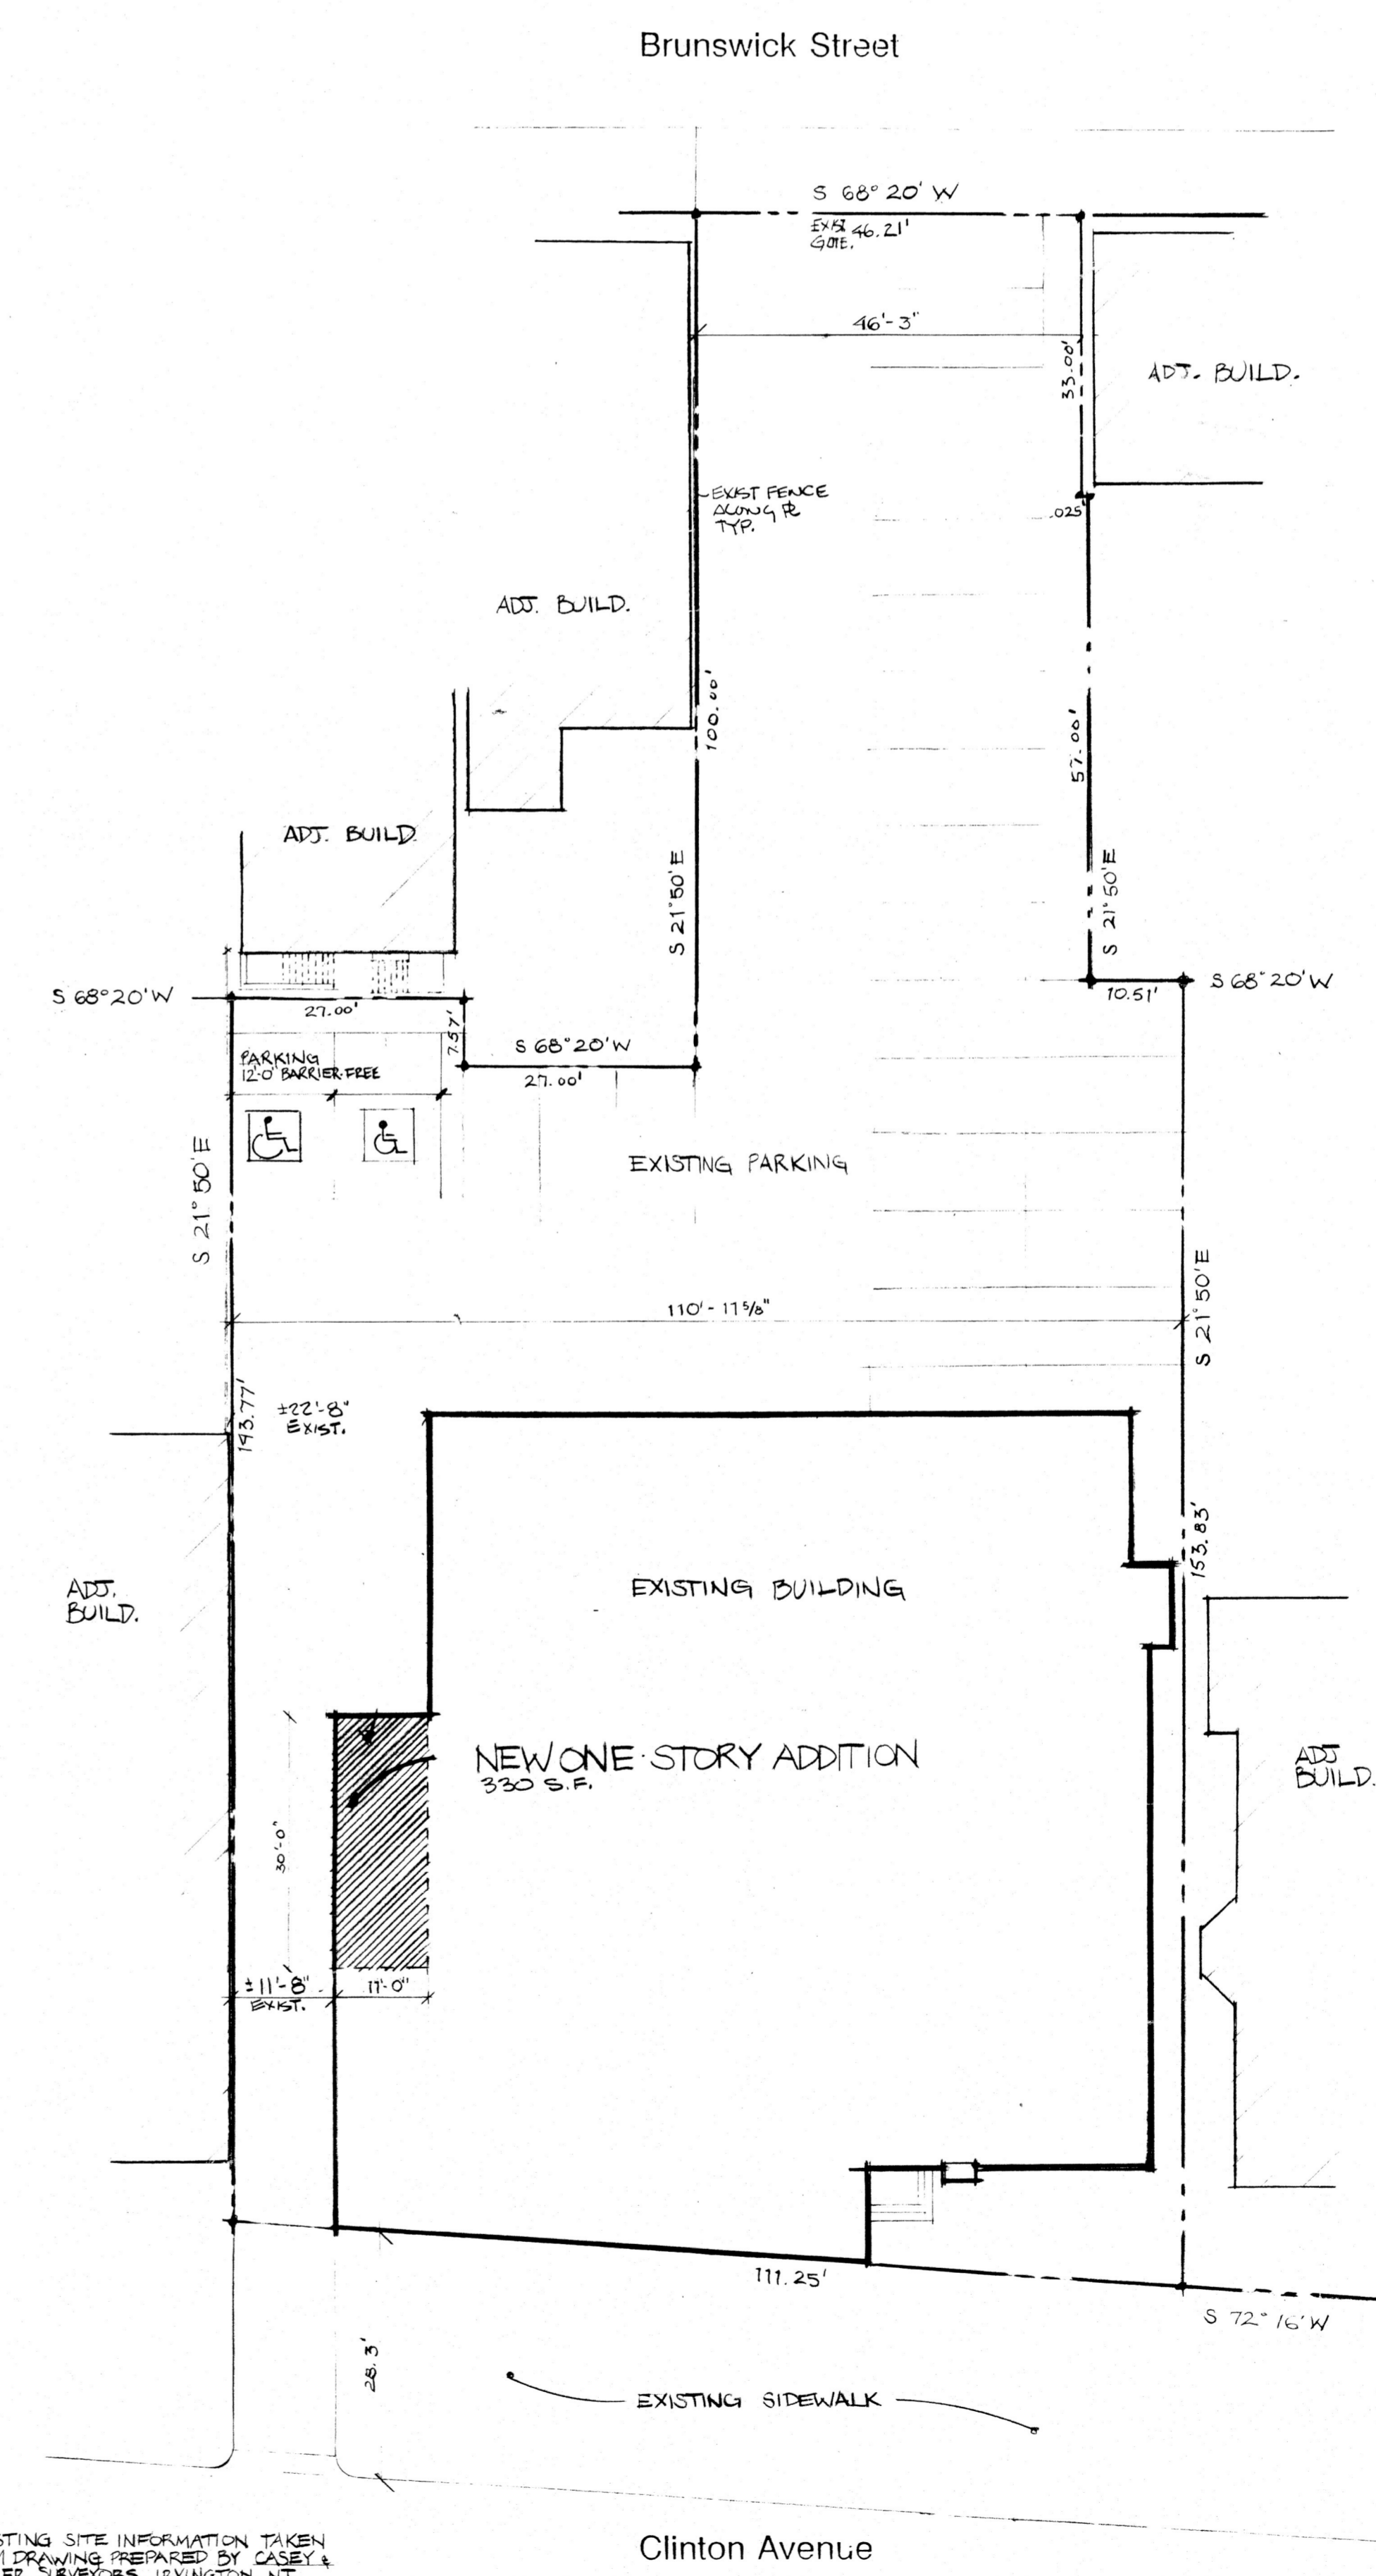 Brunswick Street
S 68° 20' W
EXIST. 46.21'
GATE.
46'-3"
33.00'
ADJ. BUILD.
EXIST FENCE
ALONG PL
TYP.
.025'
ADJ. BUILD.
100.00'
57.00'
ADJ. BUILD.
S 21° 50' E
S 21° 50' E
S 68° 20' W
27.00'
7.57'
10.51'
S 68° 20' W
S 68° 20' W
27.00'
PARKING
12'-0" BARRIER-FREE
S 21° 50' E
EXISTING PARKING
S 21° 50' E
110' - 11 5/8"
143.77'
±22'-8"
EXIST.
153.83'
ADJ.
BUILD.
EXISTING BUILDING
NEW ONE·STORY ADDITION
330 S.F.
ADJ
BUILD.
30'-0"
±11'-8"
EXIST.
11'-0"
111.25'
S 72° 16' W
28.3'
EXISTING SIDEWALK
STING SITE INFORMATION TAKEN
M DRAWING PREPARED BY CASEY &
Clinton Avenue
SURVEYORS, IRVINGTON, NJ.